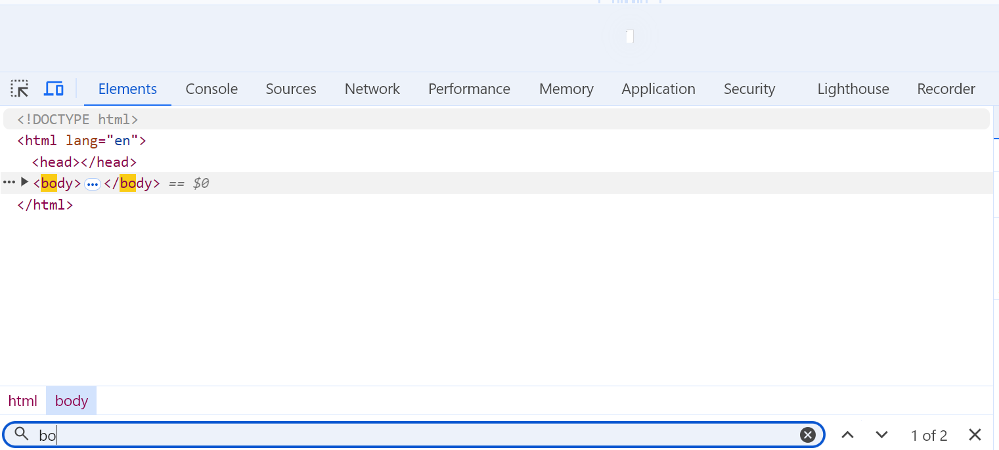 Elements Console Sources Network Performance Memory Application Security Lighthouse Recorder
<!DOCTYPE html>
<html lang="en">
<head></head>
••• <body> ••• </body> == $0
</html>
html body
bo 1 of 2